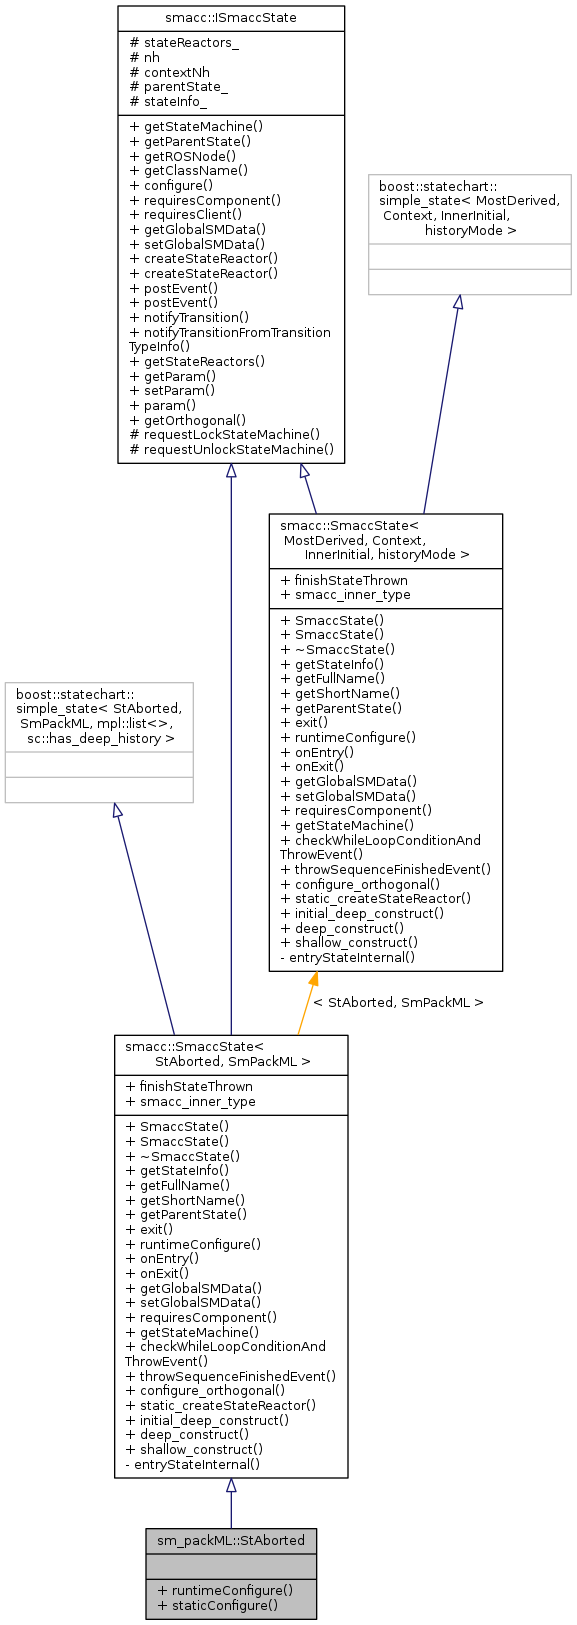 smacc::ISmaccState
# stateReactors_
# nh
# contextNh
# parentState_
# stateInfo_
+ getStateMachine()
+ getParentState()
+ getROSNode()
+ getClassName()
+ configure()
+ requiresComponent()
+ requiresClient()
+ getGlobalSMData()
+ setGlobalSMData()
+ createStateReactor()
+ createStateReactor()
+ postEvent()
+ postEvent()
+ notifyTransition()
+ notifyTransitionFromTransition
TypeInfo()
+ getStateReactors()
+ getParam()
+ setParam()
+ param()
+ getOrthogonal()
# requestLockStateMachine()
# requestUnlockStateMachine()
boost::statechart::
simple_state< MostDerived,
Context, InnerInitial,
historyMode >
smacc::SmaccState<
MostDerived, Context,
InnerInitial, historyMode >
+ finishStateThrown
+ smacc_inner_type
+ SmaccState()
+ SmaccState()
+ ~SmaccState()
+ getStateInfo()
+ getFullName()
+ getShortName()
+ getParentState()
+ exit()
+ runtimeConfigure()
+ onEntry()
+ onExit()
+ getGlobalSMData()
+ setGlobalSMData()
+ requiresComponent()
+ getStateMachine()
+ checkWhileLoopConditionAnd
ThrowEvent()
+ throwSequenceFinishedEvent()
+ configure_orthogonal()
+ static_createStateReactor()
+ initial_deep_construct()
+ deep_construct()
+ shallow_construct()
- entryStateInternal()
boost::statechart::
simple_state< StAborted,
SmPackML, mpl::list<>,
sc::has_deep_history >
< StAborted, SmPackML >
smacc::SmaccState<
StAborted, SmPackML >
+ finishStateThrown
+ smacc_inner_type
+ SmaccState()
+ SmaccState()
+ ~SmaccState()
+ getStateInfo()
+ getFullName()
+ getShortName()
+ getParentState()
+ exit()
+ runtimeConfigure()
+ onEntry()
+ onExit()
+ getGlobalSMData()
+ setGlobalSMData()
+ requiresComponent()
+ getStateMachine()
+ checkWhileLoopConditionAnd
ThrowEvent()
+ throwSequenceFinishedEvent()
+ configure_orthogonal()
+ static_createStateReactor()
+ initial_deep_construct()
+ deep_construct()
+ shallow_construct()
- entryStateInternal()
sm_packML::StAborted
+ runtimeConfigure()
+ staticConfigure()